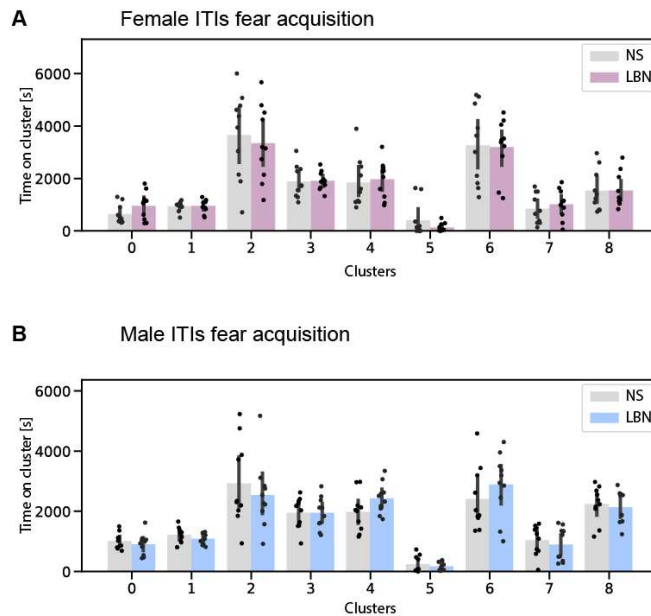 A Female ITIs fear acquisition
Time on cluster [s]
6000
4000
2000
0
NS
LBN
0 1 2 3 4 5 6 7 8
Clusters
B Male ITIs fear acquisition
Time on cluster [s]
6000
4000
2000
0
NS
LBN
0 1 2 3 4 5 6 7 8
Clusters